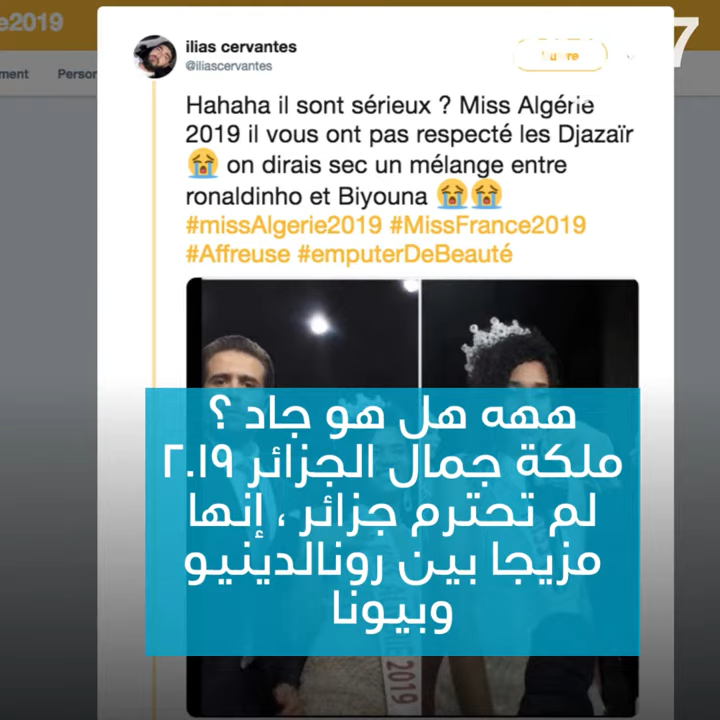 e2019
7
ment Person
ilias cervantes
@iliascervantes
Hahaha il sont sérieux ? Miss Algérie
2019 il vous ont pas respecté les Djazaïr
😭 on dirais sec un mélange entre
ronaldinho et Biyouna 😭😭
#missAlgerie2019 #MissFrance2019
#Affreuse #emputerDeBeauté
ههه هل هو جاد ؟
ملكة جمال الجزائر ٢٠١٩
لم تحترم جزائر ، إنها
مزيجا بين رونالدينيو
وبيونا
2019